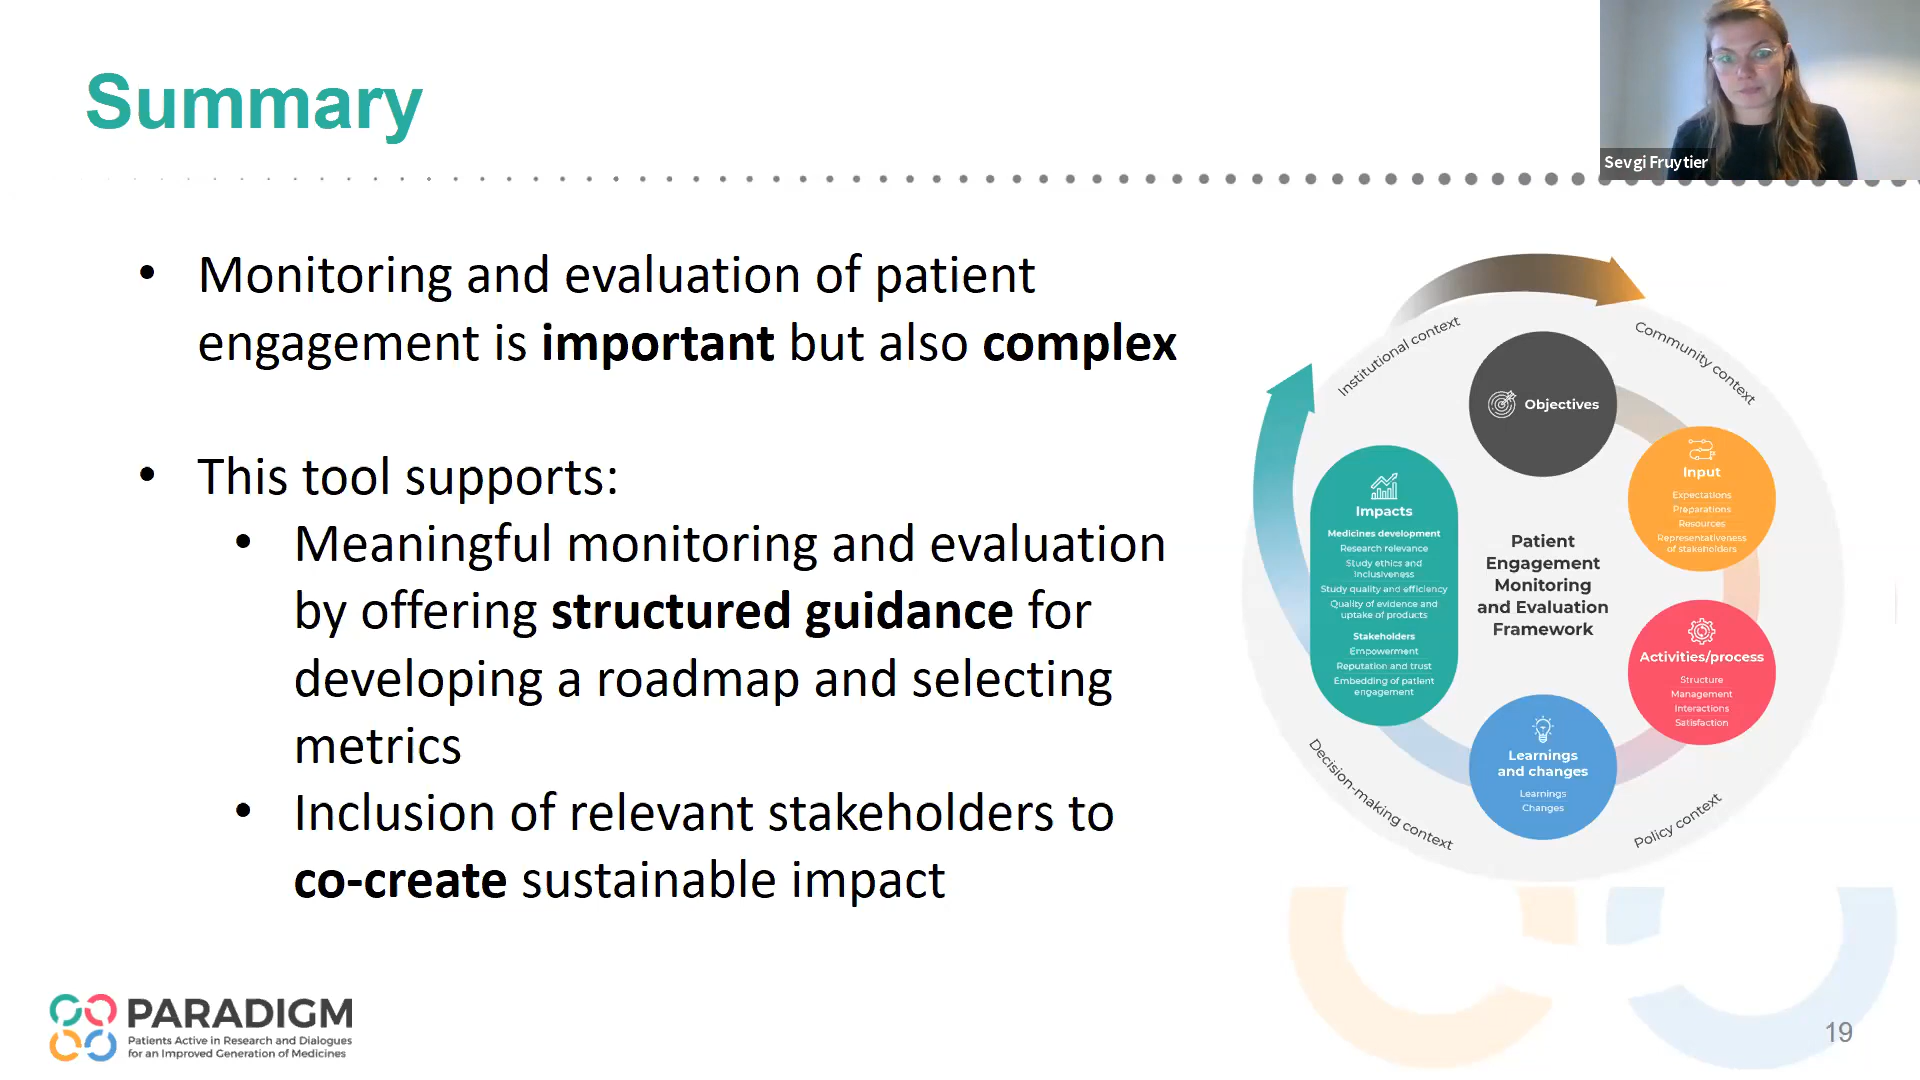 Summary
Sevgi Fruytier
• Monitoring and evaluation of patient
engagement is important but also complex
• This tool supports:
• Meaningful monitoring and evaluation
by offering structured guidance for
developing a roadmap and selecting
metrics
• Inclusion of relevant stakeholders to
co-create sustainable impact
Institutional context
Community context
Objectives
Input
Expectations
Preparations
Resources
Representativeness
of stakeholders
Impacts
Medicines development
Research relevance
Study ethics and
inclusiveness
Study quality and efficiency
Quality of evidence and
uptake of products
Stakeholders
Empowerment
Reputation and trust
Embedding of patient
engagement
Patient
Engagement
Monitoring
and Evaluation
Framework
Activities/process
Structure
Management
Interactions
Satisfaction
Learnings
and changes
Learnings
Changes
Decision-making context
Policy context
PARADIGM
Patients Active in Research and Dialogues
for an Improved Generation of Medicines
19